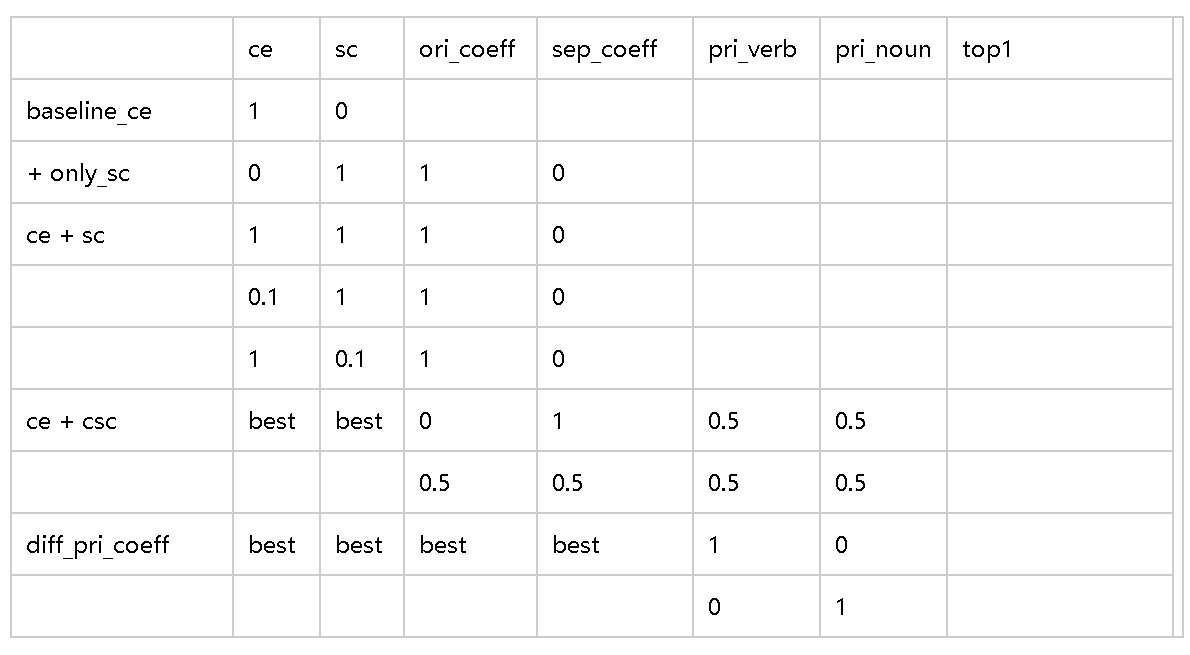 ce sc ori_coeff sep_coeff pri_verb pri_noun top1
baseline_ce 1 0
+ only_sc 0 1 1 0
ce + sc 1 1 1 0
0.1 1 1 0
1 0.1 1 0
ce + csc best best 0 1 0.5 0.5
0.5 0.5 0.5 0.5
diff_pri_coeff best best best best 1 0
0 1